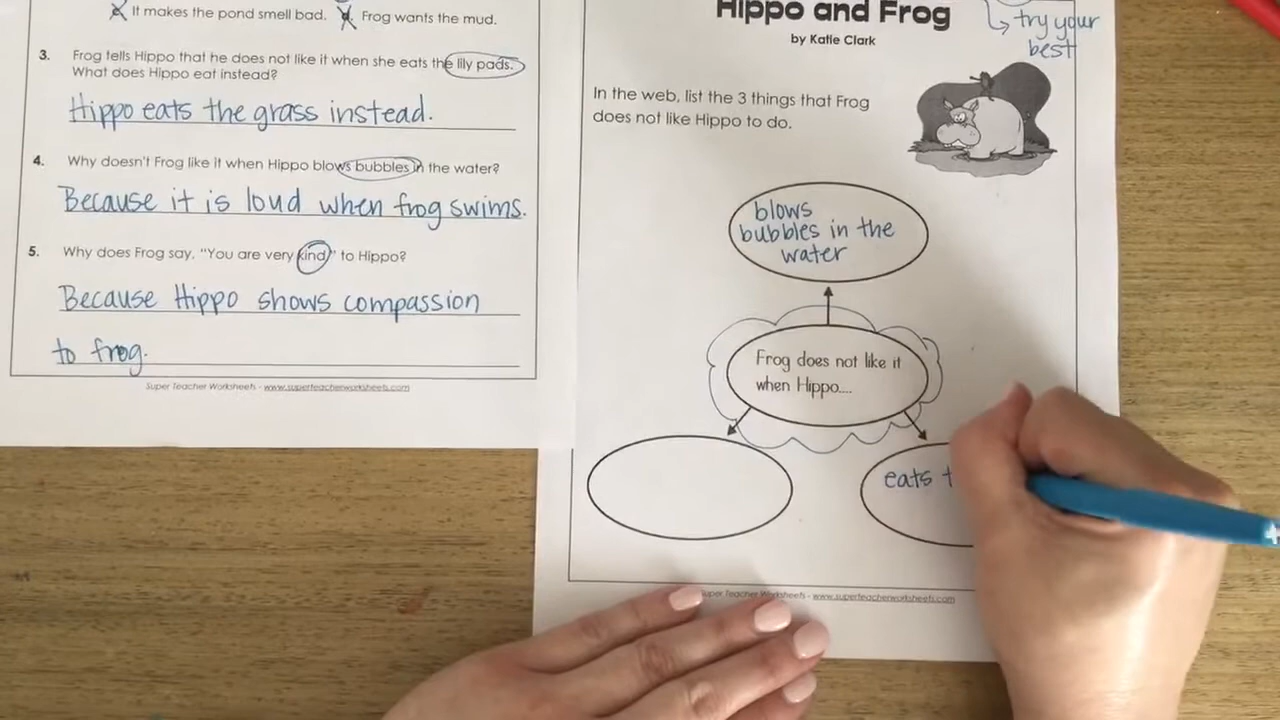 It makes the pond smell bad. Frog wants the mud.
3. Frog tells Hippo that he does not like it when she eats the lily pads.
What does Hippo eat instead?
Hippo eats the grass instead.
4. Why doesn't Frog like it when Hippo blows bubbles in the water?
Because it is loud when frog swims.
5. Why does Frog say, "You are very kind" to Hippo?
Because Hippo shows compassion
to frog.
Super Teacher Worksheets - www.superteacherworksheets.com
Hippo and Frog
by Katie Clark
try your
best
In the web, list the 3 things that Frog
does not like Hippo to do.
blows
bubbles in the
water
Frog does not like it
when Hippo....
eats t
Super Teacher Worksheets - www.superteacherworksheets.com